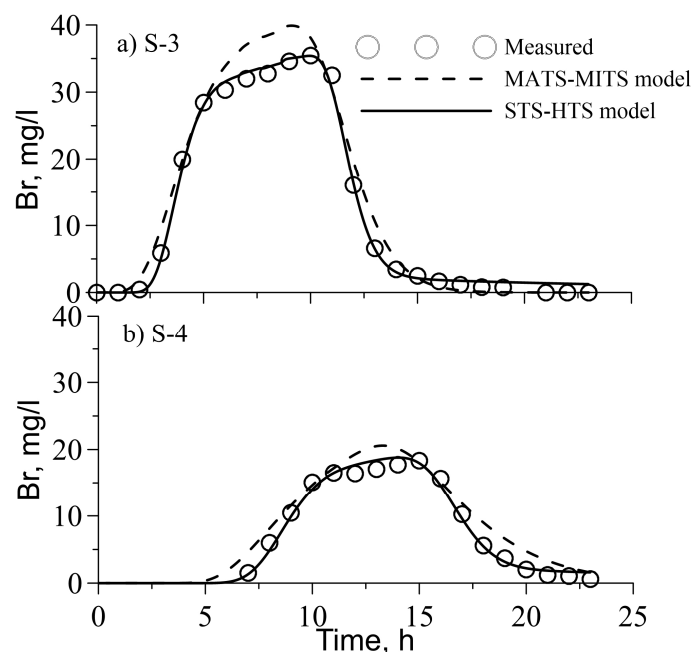 40
a) S-3
Measured
MATS-MITS model
STS-HTS model
30
20
10
0
Br, mg/l
40
b) S-4
30
20
10
0
Br, mg/l
0 5 10 15 20 25
Time, h